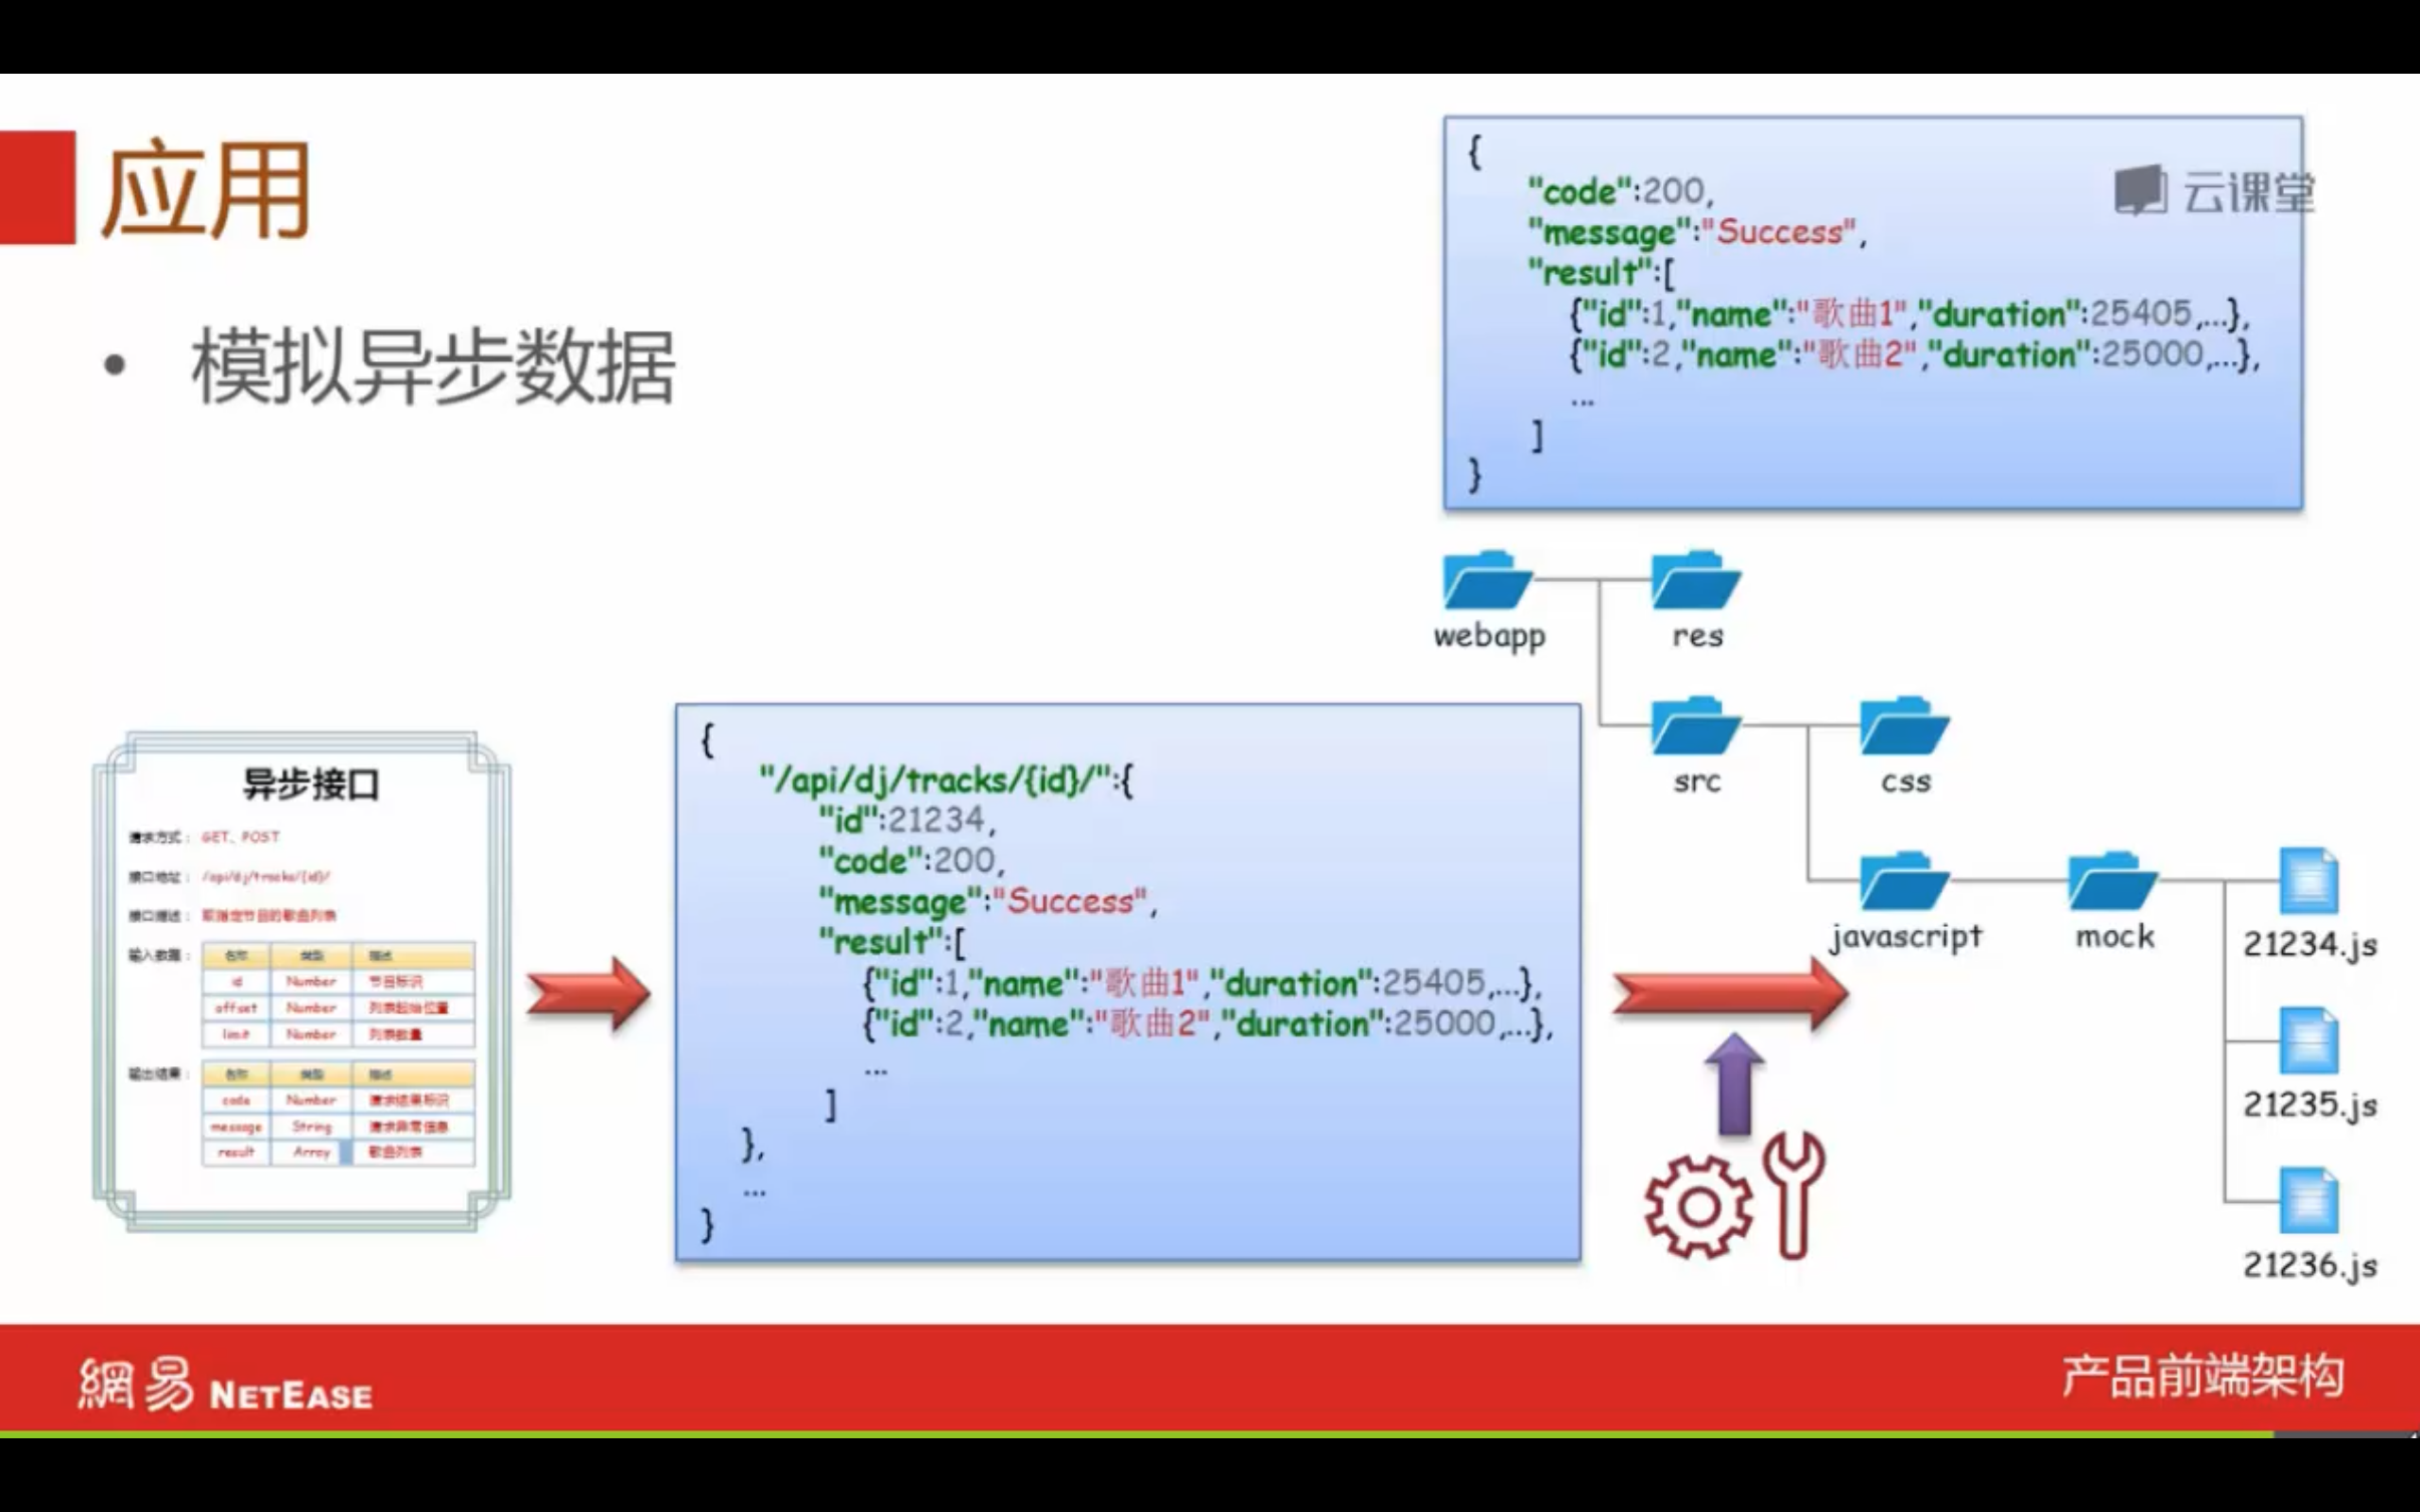 应用
• 模拟异步数据
{
"code":200,
"message":"Success",
"result":[
{"id":1,"name":"歌曲1","duration":25405,...},
{"id":2,"name":"歌曲2","duration":25000,...},
...
]
}
云课堂
webapp
res
src
css
javascript
mock
21234.js
21235.js
21236.js
异步接口
请求方式： GET、POST
接口地址： /api/dj/tracks/{id}/
接口描述： 取指定节目的歌曲列表
输入数据：
名称 类型 描述
id Number 节目标识
offset Number 列表起始位置
limit Number 列表数量
输出结果：
名称 类型 描述
code Number 请求结果标识
message String 请求异常信息
result Array 歌曲列表
{
"/api/dj/tracks/{id}/":{
"id":21234,
"code":200,
"message":"Success",
"result":[
{"id":1,"name":"歌曲1","duration":25405,...},
{"id":2,"name":"歌曲2","duration":25000,...},
...
]
},
...
}
網易 NETEASE
产品前端架构